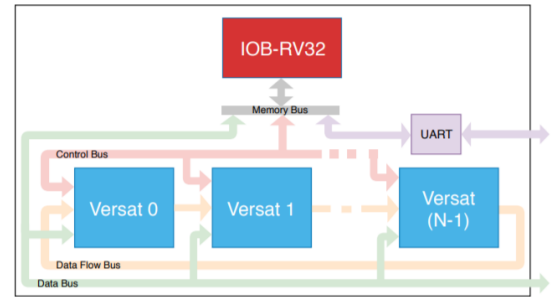 IOB-RV32
Memory Bus
UART
Control Bus
Versat 0
Versat 1
Versat
(N-1)
Data Flow Bus
Data Bus